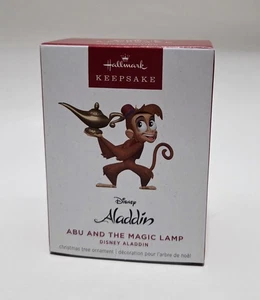 Hallmark
KEEPSAKE
Disney
Aladdin
ABU AND THE MAGIC LAMP
DISNEY ALADDIN
christmas tree ornament | décoration pour l'arbre de noël